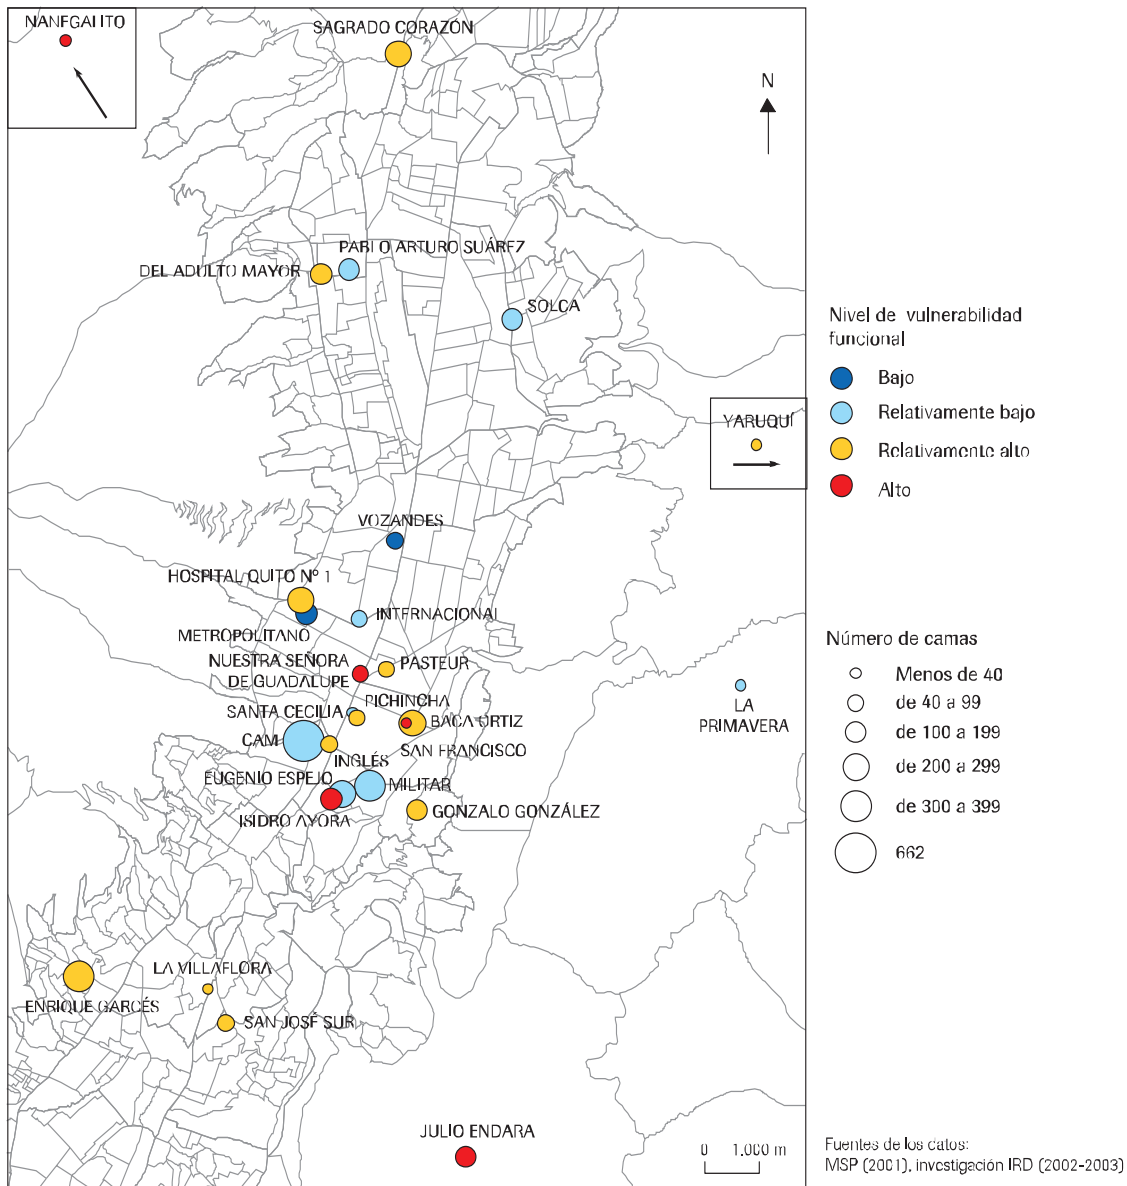 NANEGALITO
SAGRADO CORAZÓN
N
PABLO ARTURO SUÁREZ
DEL ADULTO MAYOR
SOLCA
YARUQUÍ
VOZANDES
HOSPITAL QUITO Nº 1
INTERNACIONAL
METROPOLITANO
NUESTRA SEÑORA
DE GUADALUPE
PASTEUR
PICHINCHA
SANTA CECILIA
BACA ORTIZ
CAM
SAN FRANCISCO
INGLÉS
EUGENIO ESPEJO
MILITAR
ISIDRO AYORA
GONZALO GONZÁLEZ
LA
PRIMAVERA
LA VILLAFLORA
ENRIQUE GARCÉS
SAN JOSÉ SUR
JULIO ENDARA
0 1.000 m
Nivel de vulnerabilidad
funcional
Bajo
Relativamente bajo
Relativamente alto
Alto
Número de camas
Menos de 40
de 40 a 99
de 100 a 199
de 200 a 299
de 300 a 399
662
Fuentes de los datos:
MSP (2001), investigación IRD (2002-2003)